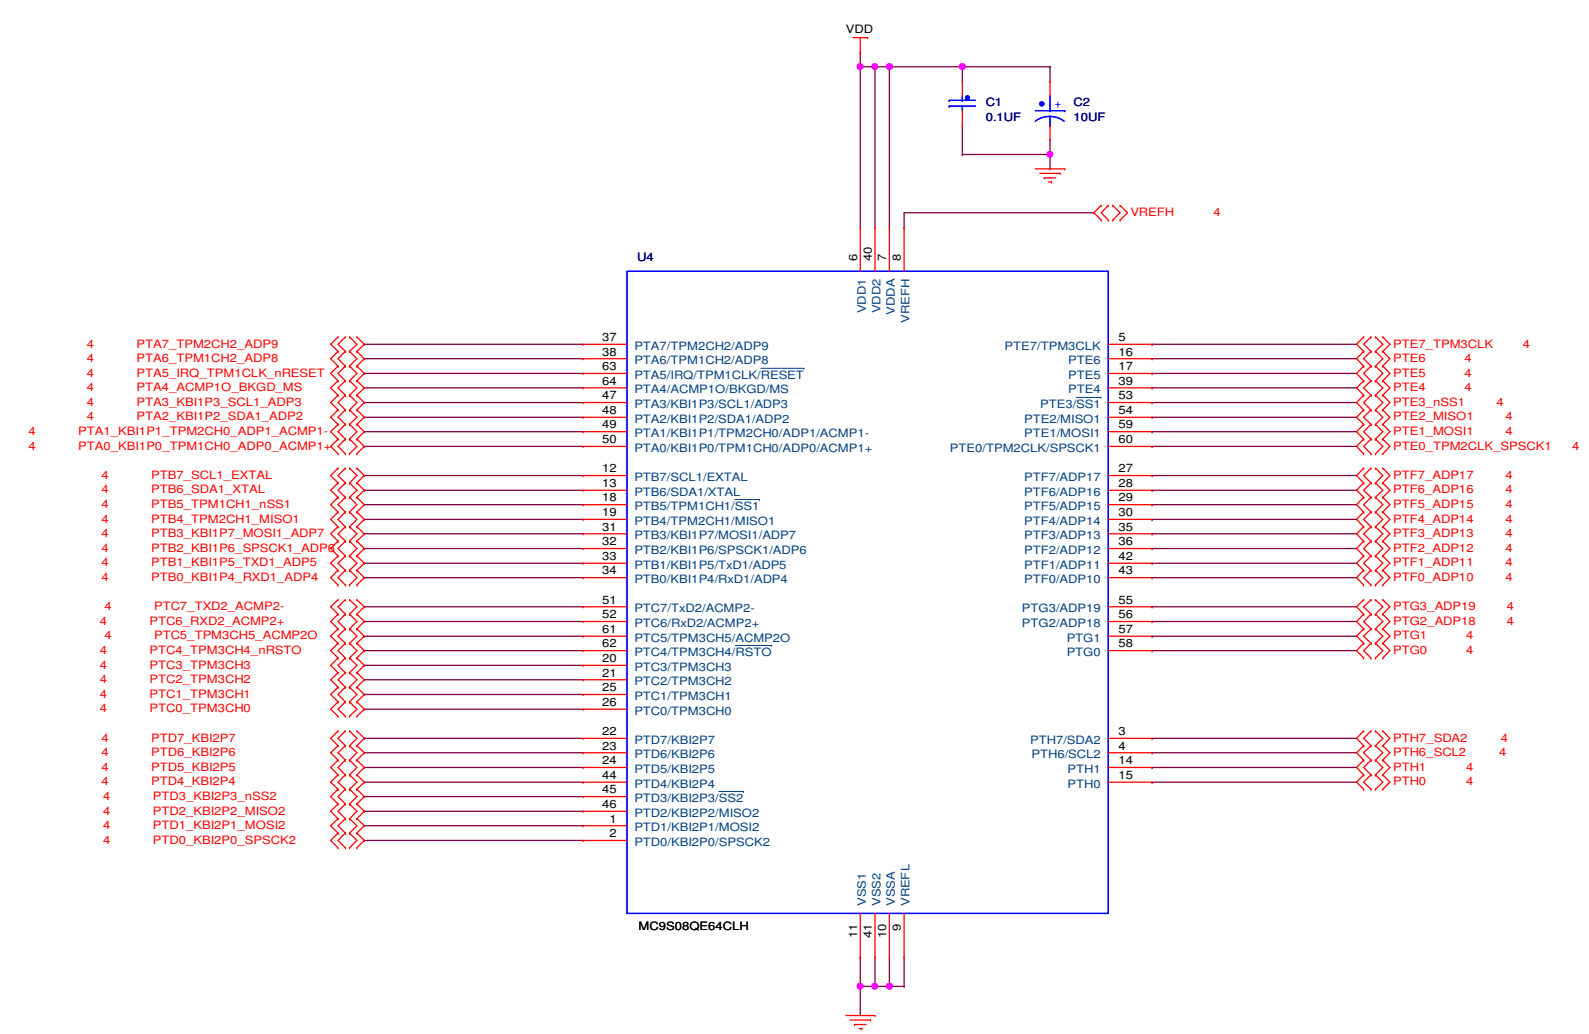 VDD
C1
0.1UF
C2
10UF
+
VREFH 4
U4
6
40
7
8
VDD1
VDD2
VDDA
VREFH
4 PTA7_TPM2CH2_ADP9 37 PTA7/TPM2CH2/ADP9
4 PTA6_TPM1CH2_ADP8 38 PTA6/TPM1CH2/ADP8
4 PTA5_IRQ_TPM1CLK_nRESET 63 PTA5/IRQ/TPM1CLK/RESET
4 PTA4_ACMP1O_BKGD_MS 64 PTA4/ACMP1O/BKGD/MS
4 PTA3_KBI1P3_SCL1_ADP3 47 PTA3/KBI1P3/SCL1/ADP3
4 PTA2_KBI1P2_SDA1_ADP2 48 PTA2/KBI1P2/SDA1/ADP2
4 PTA1_KBI1P1_TPM2CH0_ADP1_ACMP1- 49 PTA1/KBI1P1/TPM2CH0/ADP1/ACMP1-
4 PTA0_KBI1P0_TPM1CH0_ADP0_ACMP1+ 50 PTA0/KBI1P0/TPM1CH0/ADP0/ACMP1+
4 PTB7_SCL1_EXTAL 12 PTB7/SCL1/EXTAL
4 PTB6_SDA1_XTAL 13 PTB6/SDA1/XTAL
4 PTB5_TPM1CH1_nSS1 18 PTB5/TPM1CH1/SS1
4 PTB4_TPM2CH1_MISO1 19 PTB4/TPM2CH1/MISO1
4 PTB3_KBI1P7_MOSI1_ADP7 31 PTB3/KBI1P7/MOSI1/ADP7
4 PTB2_KBI1P6_SPSCK1_ADP6 32 PTB2/KBI1P6/SPSCK1/ADP6
4 PTB1_KBI1P5_TXD1_ADP5 33 PTB1/KBI1P5/TxD1/ADP5
4 PTB0_KBI1P4_RXD1_ADP4 34 PTB0/KBI1P4/RxD1/ADP4
4 PTC7_TXD2_ACMP2- 51 PTC7/TxD2/ACMP2-
4 PTC6_RXD2_ACMP2+ 52 PTC6/RxD2/ACMP2+
4 PTC5_TPM3CH5_ACMP2O 61 PTC5/TPM3CH5/ACMP2O
4 PTC4_TPM3CH4_nRSTO 62 PTC4/TPM3CH4/RSTO
4 PTC3_TPM3CH3 20 PTC3/TPM3CH3
4 PTC2_TPM3CH2 21 PTC2/TPM3CH2
4 PTC1_TPM3CH1 25 PTC1/TPM3CH1
4 PTC0_TPM3CH0 26 PTC0/TPM3CH0
4 PTD7_KBI2P7 22 PTD7/KBI2P7
4 PTD6_KBI2P6 23 PTD6/KBI2P6
4 PTD5_KBI2P5 24 PTD5/KBI2P5
4 PTD4_KBI2P4 44 PTD4/KBI2P4
4 PTD3_KBI2P3_nSS2 45 PTD3/KBI2P3/SS2
4 PTD2_KBI2P2_MISO2 46 PTD2/KBI2P2/MISO2
4 PTD1_KBI2P1_MOSI2 1 PTD1/KBI2P1/MOSI2
4 PTD0_KBI2P0_SPSCK2 2 PTD0/KBI2P0/SPSCK2
PTE7/TPM3CLK 5 PTE7_TPM3CLK 4
PTE6 16 PTE6 4
PTE5 17 PTE5 4
PTE4 39 PTE4 4
PTE3/SS1 53 PTE3_nSS1 4
PTE2/MISO1 54 PTE2_MISO1 4
PTE1/MOSI1 59 PTE1_MOSI1 4
PTE0/TPM2CLK/SPSCK1 60 PTE0_TPM2CLK_SPSCK1 4
PTF7/ADP17 27 PTF7_ADP17 4
PTF6/ADP16 28 PTF6_ADP16 4
PTF5/ADP15 29 PTF5_ADP15 4
PTF4/ADP14 30 PTF4_ADP14 4
PTF3/ADP13 35 PTF3_ADP13 4
PTF2/ADP12 36 PTF2_ADP12 4
PTF1/ADP11 42 PTF1_ADP11 4
PTF0/ADP10 43 PTF0_ADP10 4
PTG3/ADP19 55 PTG3_ADP19 4
PTG2/ADP18 56 PTG2_ADP18 4
PTG1 57 PTG1 4
PTG0 58 PTG0 4
PTH7/SDA2 3 PTH7_SDA2 4
PTH6/SCL2 4 PTH6_SCL2 4
PTH1 14 PTH1 4
PTH0 15 PTH0 4
VSS1
VSS2
VSSA
VREFL
MC9S08QE64CLH
11
41
10
9